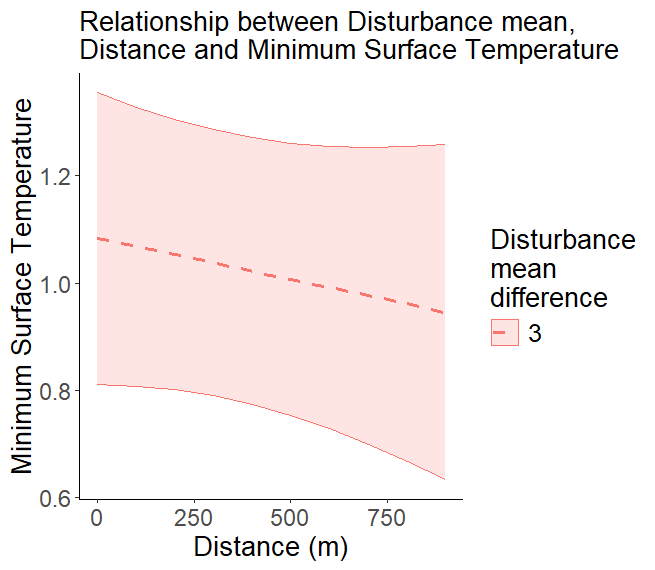 Relationship between Disturbance mean,
Distance and Minimum Surface Temperature
Minimum Surface Temperature
1.2
1.0
0.8
0.6
0
250
500
750
Distance (m)
Disturbance
mean
difference
3